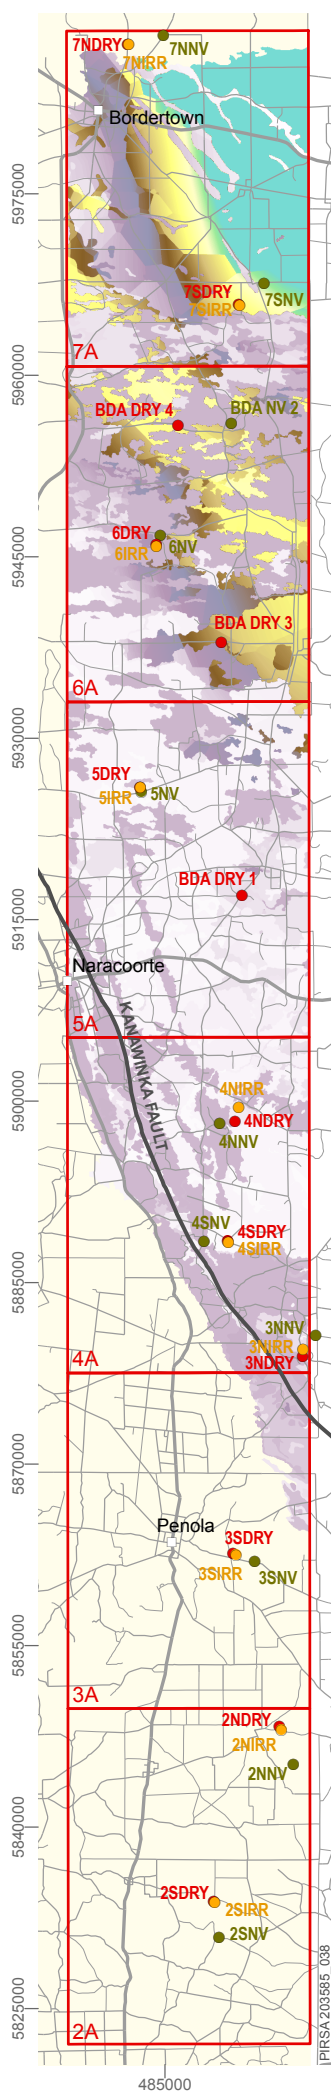 7NDRY
7NNV
7NIRR
Bordertown
5975000
7SDRY
7SNV
7SIRR
7A
5960000
BDA DRY 4
BDA NV 2
6DRY
6IRR
6NV
5945000
BDA DRY 3
6A
5930000
5DRY
5IRR
5NV
BDA DRY 1
5915000
Naracoorte
5A
KANAWINKA FAULT
5900000
4NIRR
4NDRY
4NNV
4SNV
4SDRY
4SIRR
5885000
3NNV
3NIRR
3NDRY
4A
5870000
Penola
3SDRY
3SIRR
3SNV
5855000
3A
2NDRY
2NIRR
2NNV
5840000
2SDRY
2SIRR
2SNV
5825000
2A
PIRSA 203585_038
485000